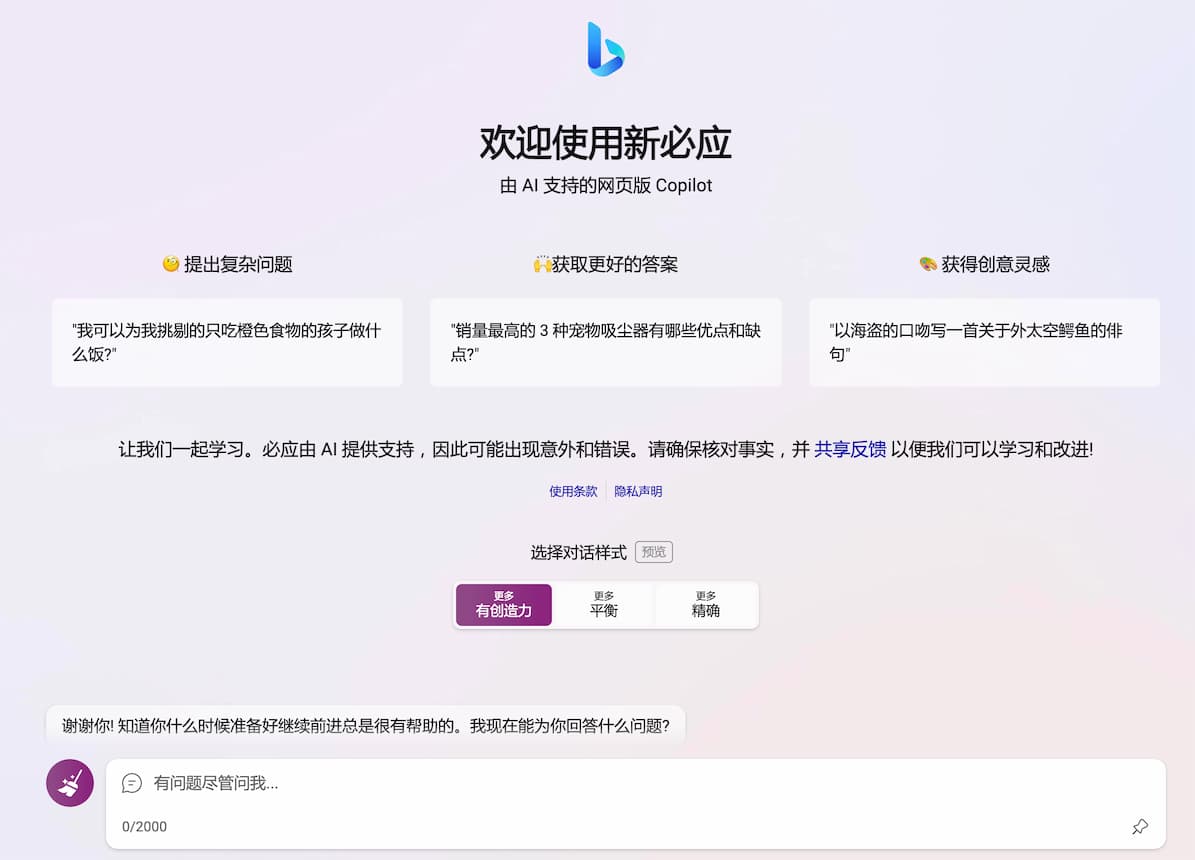 欢迎使用新必应
由 AI 支持的网页版 Copilot
提出复杂问题
"我可以为我挑剔的只吃橙色食物的孩子做什
么饭?"
获取更好的答案
"销量最高的 3 种宠物吸尘器有哪些优点和缺
点?"
获得创意灵感
"以海盗的口吻写一首关于外太空鳄鱼的俳
句"
让我们一起学习。必应由 AI 提供支持，因此可能出现意外和错误。请确保核对事实，并 共享反馈 以便我们可以学习和改进!
使用条款 隐私声明
选择对话样式 预览
更多
有创造力
更多
平衡
更多
精确
谢谢你! 知道你什么时候准备好继续前进总是很有帮助的。我现在能为你回答什么问题?
有问题尽管问我...
0/2000